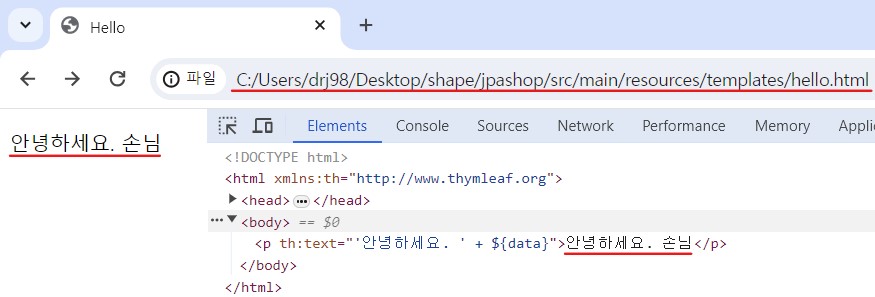 Hello
파일 C:/Users/drj98/Desktop/shape/jpashop/src/main/resources/templates/hello.html
안녕하세요. 손님
Elements Console Sources Network Performance Memory Appli
<!DOCTYPE html>
<html xmlns:th="http://www.thymleaf.org">
<head> ••• </head>
••• <body> == $0
<p th:text="'안녕하세요. ' + ${data}">안녕하세요. 손님</p>
</body>
</html>